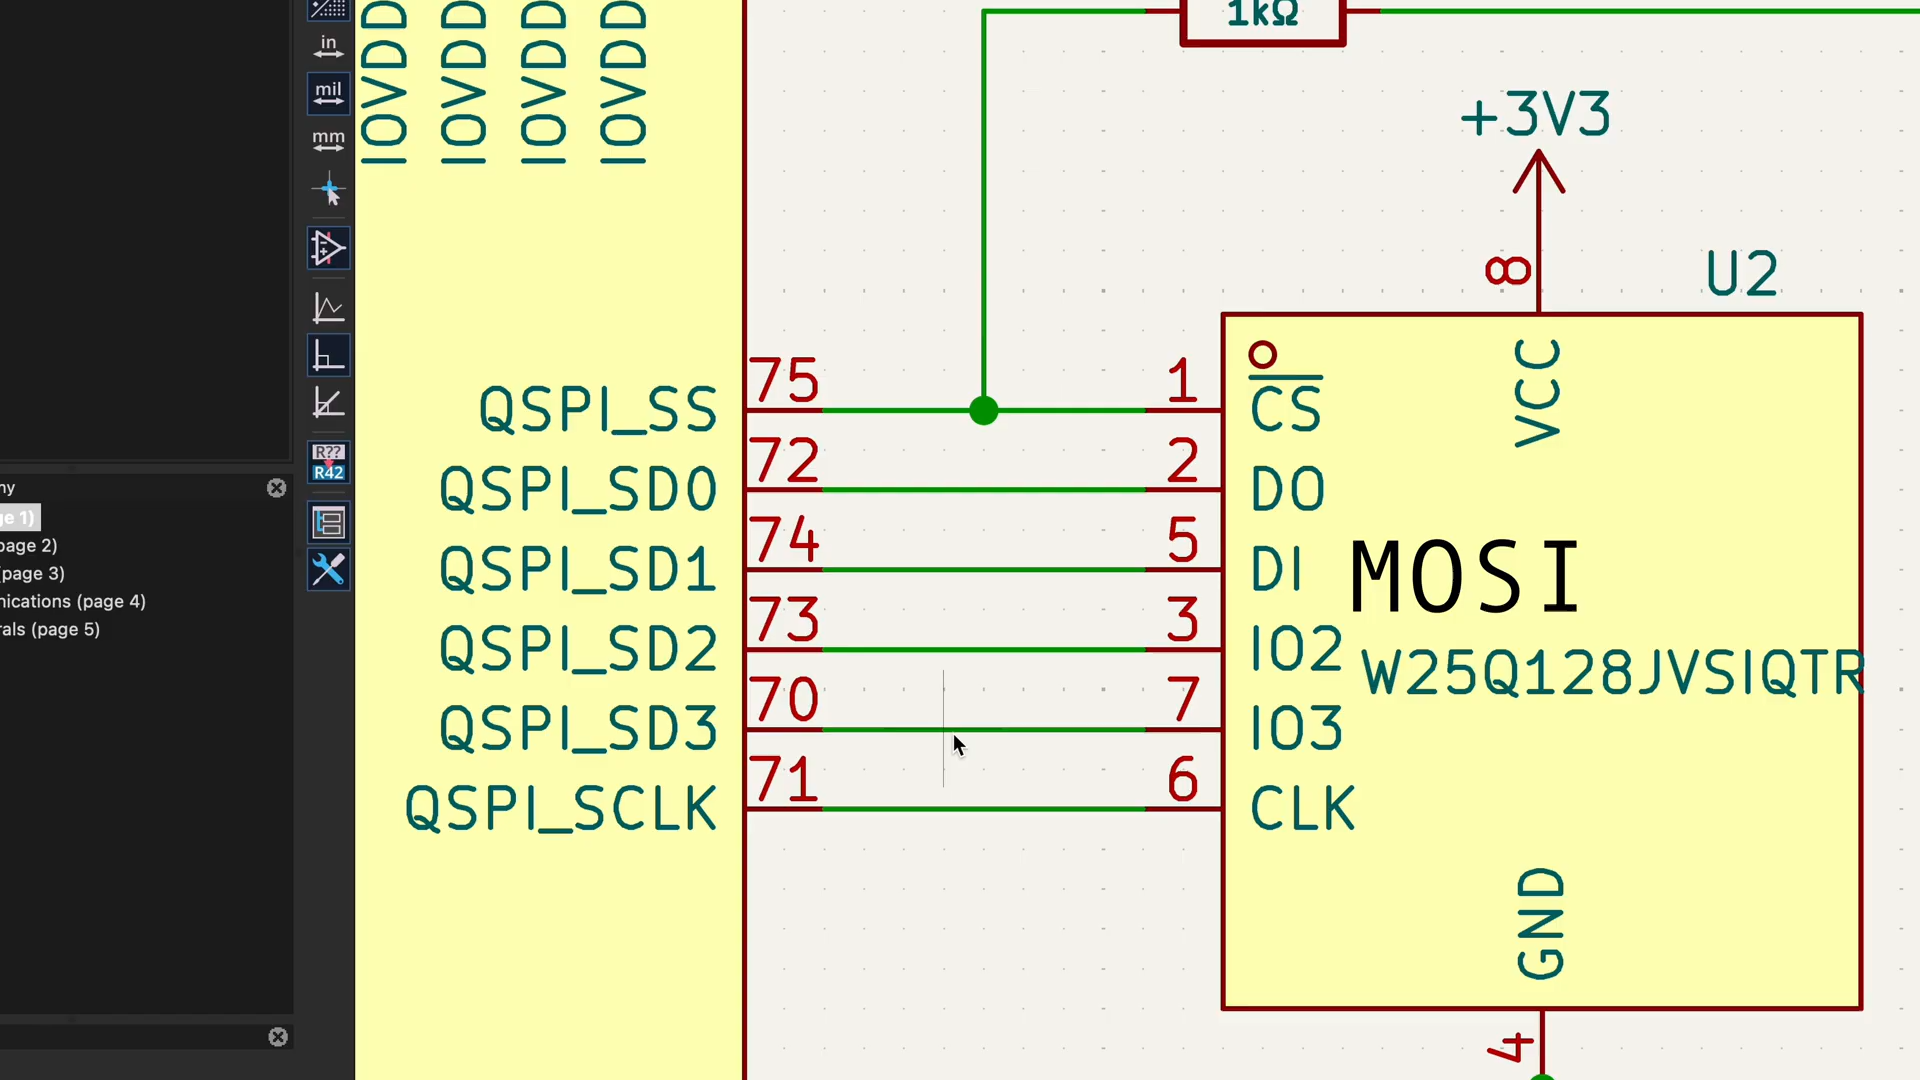 in
mil
mm
R??
R42
ny
ge 1)
page 2)
(page 3)
nications (page 4)
rals (page 5)
IOVDD
IOVDD
IOVDD
IOVDD
1kΩ
+3V3
8
U2
VCC
QSPI_SS
75
1
CS
QSPI_SD0
72
2
DO
QSPI_SD1
74
5
DI
MOSI
QSPI_SD2
73
3
IO2
W25Q128JVSIQTR
QSPI_SD3
70
7
IO3
QSPI_SCLK
71
6
CLK
GND
4